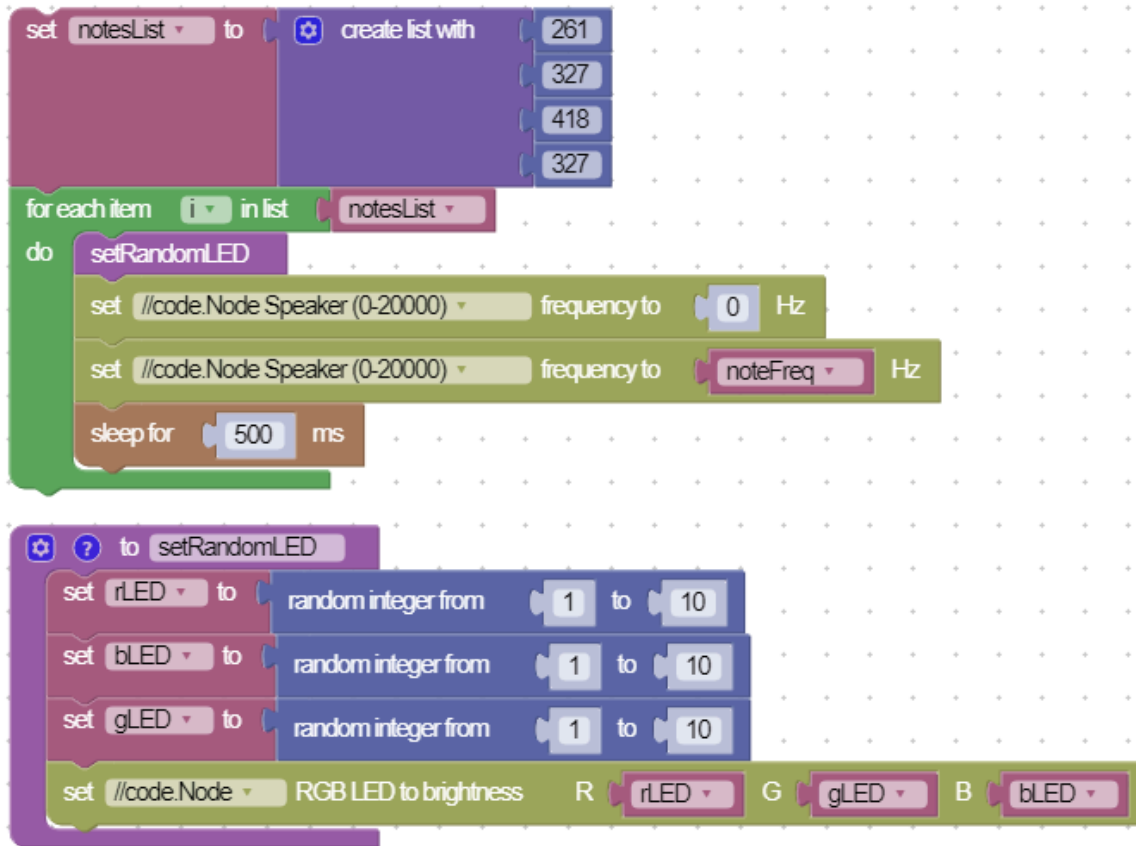 set notesList to create list with 261
327
418
327
for each item i in list notesList
do setRandomLED
set //code.Node Speaker (0-20000) frequency to 0 Hz
set //code.Node Speaker (0-20000) frequency to noteFreq Hz
sleep for 500 ms
? to setRandomLED
set rLED to random integer from 1 to 10
set bLED to random integer from 1 to 10
set gLED to random integer from 1 to 10
set //code.Node RGB LED to brightness R rLED G gLED B bLED